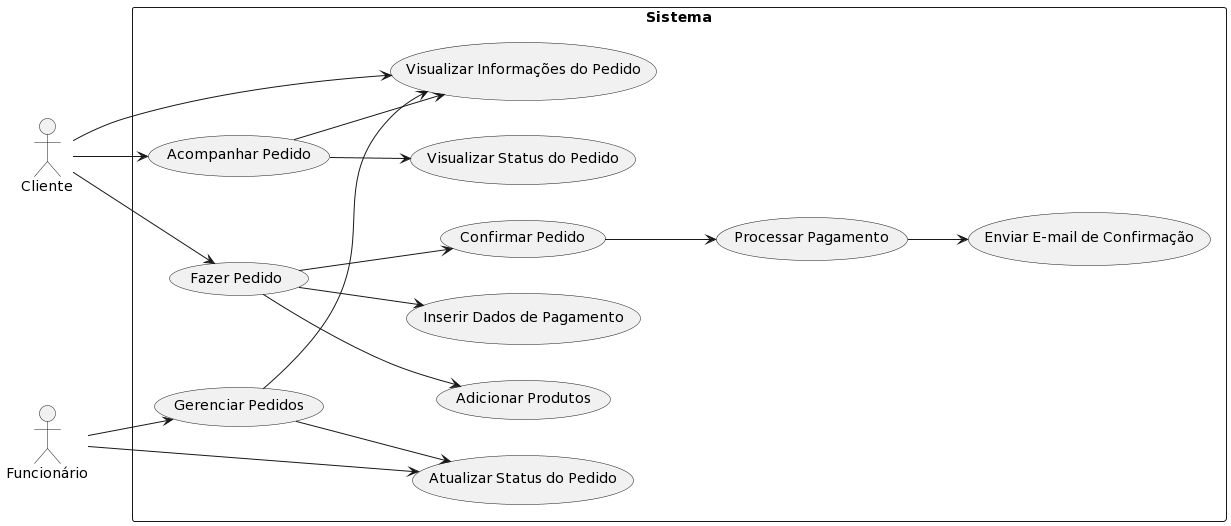 Sistema
Visualizar Informações do Pedido
Acompanhar Pedido
Visualizar Status do Pedido
Cliente
Confirmar Pedido
Processar Pagamento
Enviar E-mail de Confirmação
Fazer Pedido
Inserir Dados de Pagamento
Adicionar Produtos
Gerenciar Pedidos
Funcionário
Atualizar Status do Pedido